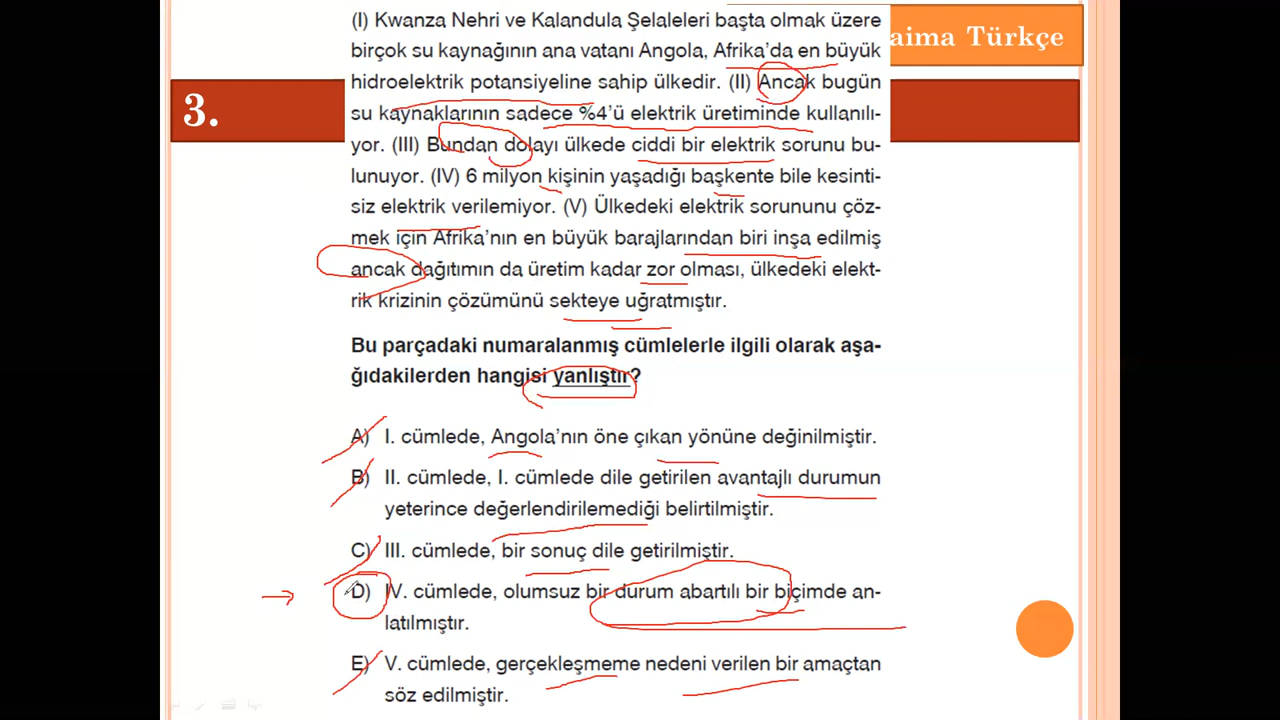 aima Türkçe
3.
(I) Kwanza Nehri ve Kalandula Şelaleleri başta olmak üzere
birçok su kaynağının ana vatanı Angola, Afrika’da en büyük
hidroelektrik potansiyeline sahip ülkedir. (II) Ancak bugün
su kaynaklarının sadece %4’ü elektrik üretiminde kullanılı-
yor. (III) Bundan dolayı ülkede ciddi bir elektrik sorunu bu-
lunuyor. (IV) 6 milyon kişinin yaşadığı başkente bile kesinti-
siz elektrik verilemiyor. (V) Ülkedeki elektrik sorununu çöz-
mek için Afrika’nın en büyük barajlarından biri inşa edilmiş
ancak dağıtımın da üretim kadar zor olması, ülkedeki elekt-
rik krizinin çözümünü sekteye uğratmıştır.
Bu parçadaki numaralanmış cümlelerle ilgili olarak aşa-
ğıdakilerden hangisi yanlıştır?
A) I. cümlede, Angola’nın öne çıkan yönüne değinilmiştir.
B) II. cümlede, I. cümlede dile getirilen avantajlı durumun
yeterince değerlendirilemediği belirtilmiştir.
C) III. cümlede, bir sonuç dile getirilmiştir.
D) IV. cümlede, olumsuz bir durum abartılı bir biçimde an-
latılmıştır.
E) V. cümlede, gerçekleşmeme nedeni verilen bir amaçtan
söz edilmiştir.